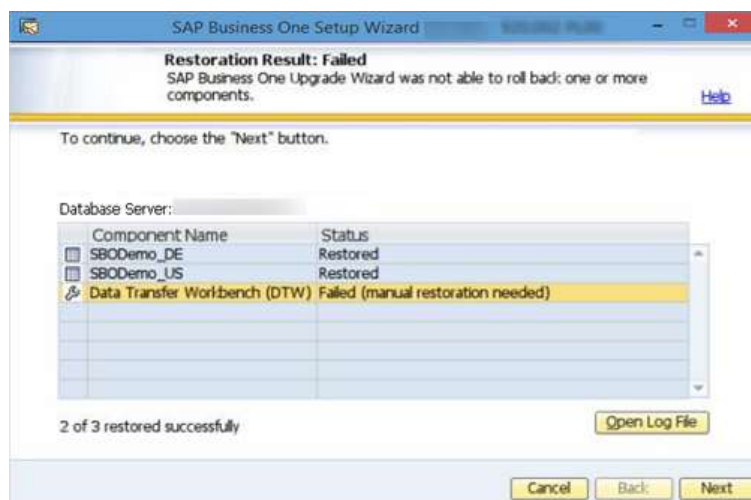 SAP Business One Setup Wizard
Restoration Result: Failed
SAP Business One Upgrade Wizard was not able to roll back one or more
components.
Help
To continue, choose the "Next" button.
Database Server:
Component Name Status
SBODemo_DE Restored
SBODemo_US Restored
Data Transfer Workbench (DTW) Failed (manual restoration needed)
2 of 3 restored successfully
Open Log File
Cancel Back Next